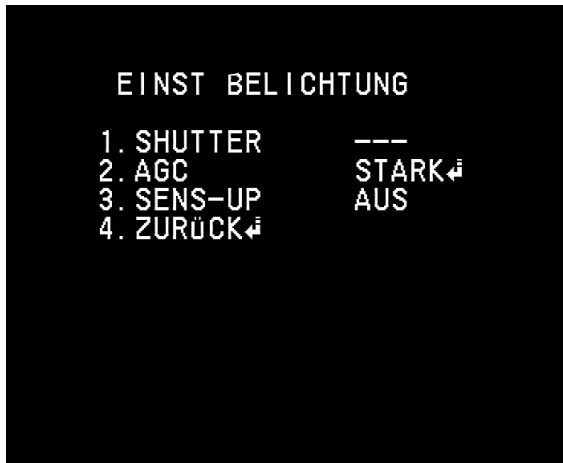 EINST BELICHTUNG
1. SHUTTER ---
2. AGC STARK↲
3. SENS-UP AUS
4. ZURÜCK↲